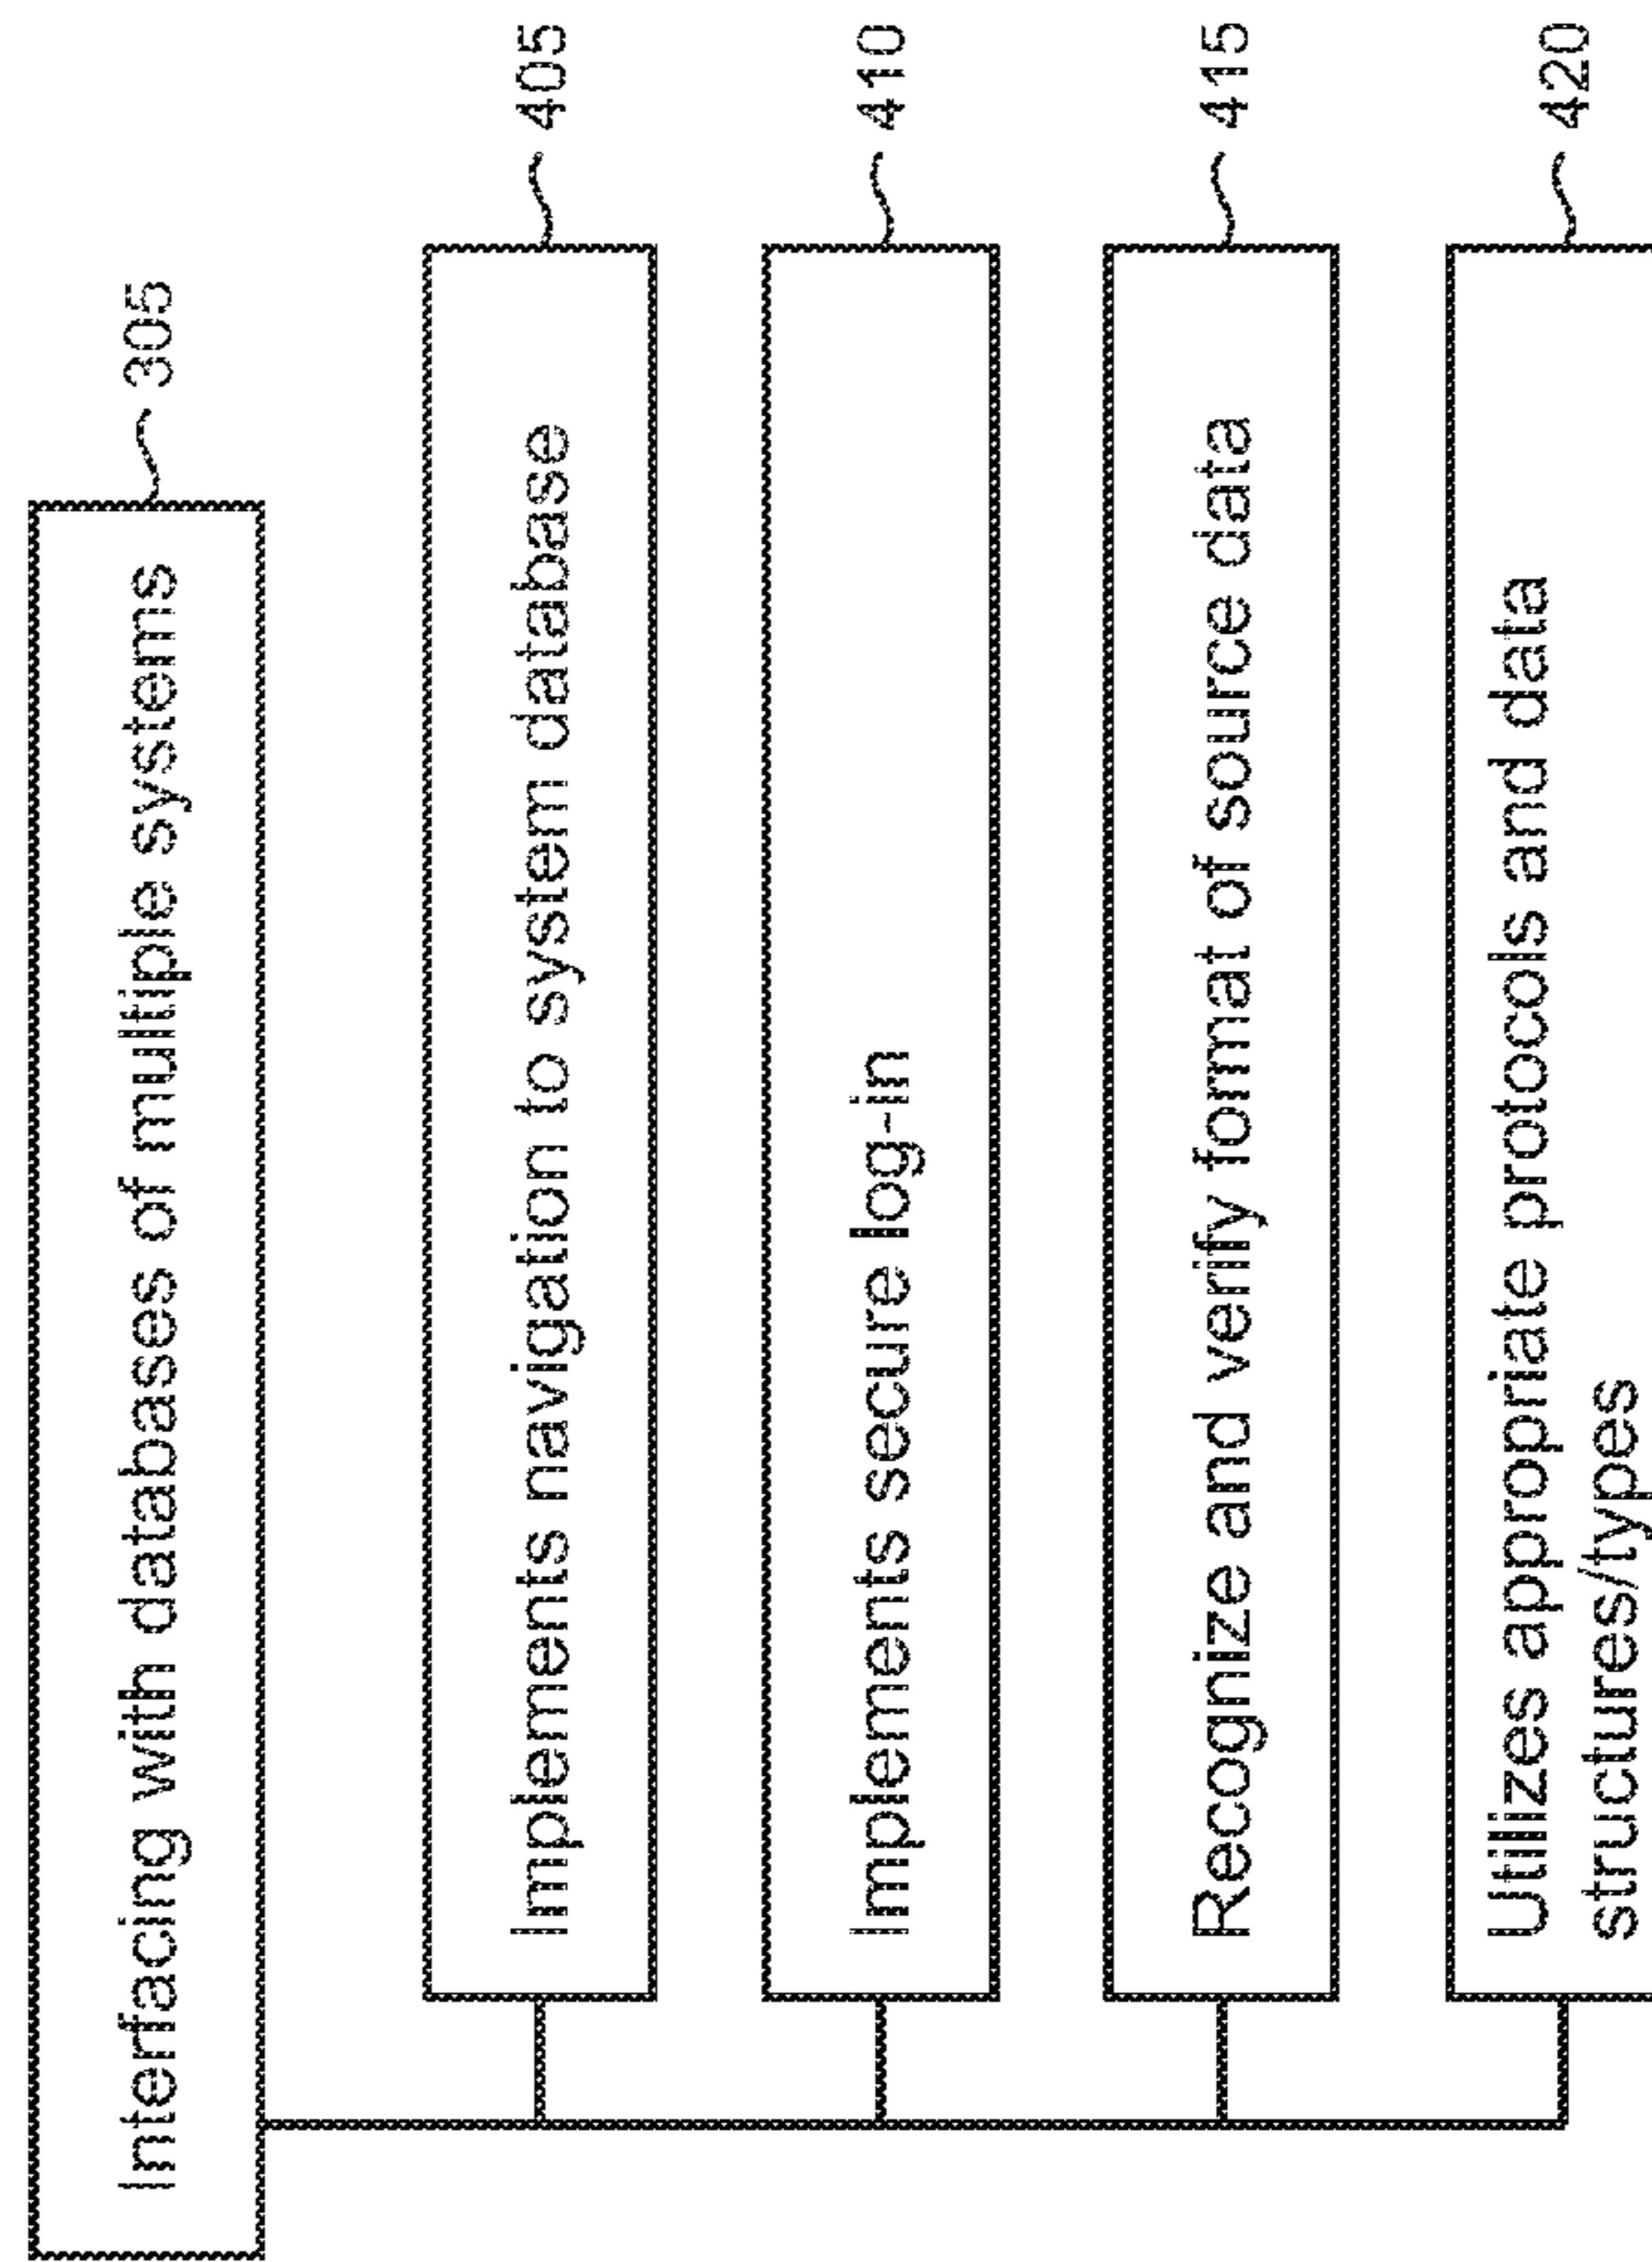 Interfacing with databases of multiple systems
305
Implements navigation to system database
405
Implements secure log-in
410
Recognize and verify format of source data
415
Utilizes appropriate protocols and data
structures/types
420